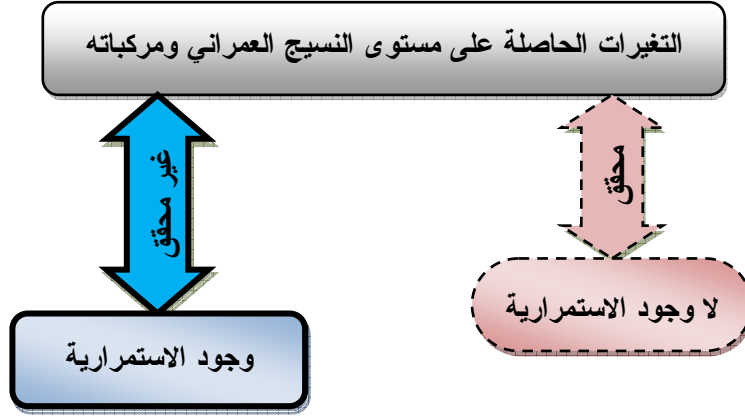 التغيرات الحاصلة على مستوى النسيج العمراني ومركباته
محقق
غير محقق
لا وجود الاستمرارية
وجود الاستمرارية